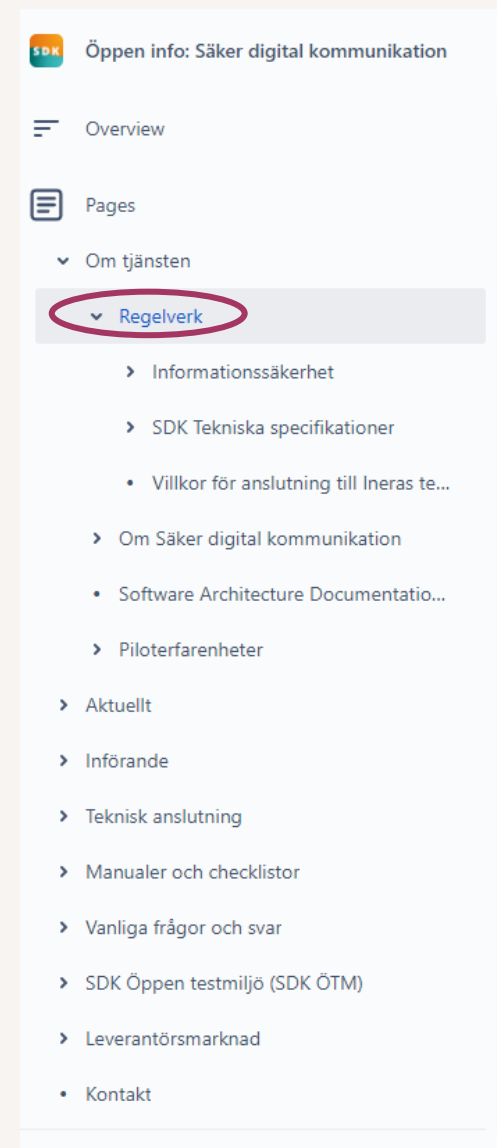 SDK Öppen info: Säker digital kommunikation
Overview
Pages
Om tjänsten
Regelverk
Informationssäkerhet
SDK Tekniska specifikationer
Villkor för anslutning till Ineras te...
Om Säker digital kommunikation
Software Architecture Documentatio...
Piloterfarenheter
Aktuellt
Införande
Teknisk anslutning
Manualer och checklistor
Vanliga frågor och svar
SDK Öppen testmiljö (SDK ÖTM)
Leverantörsmarknad
Kontakt